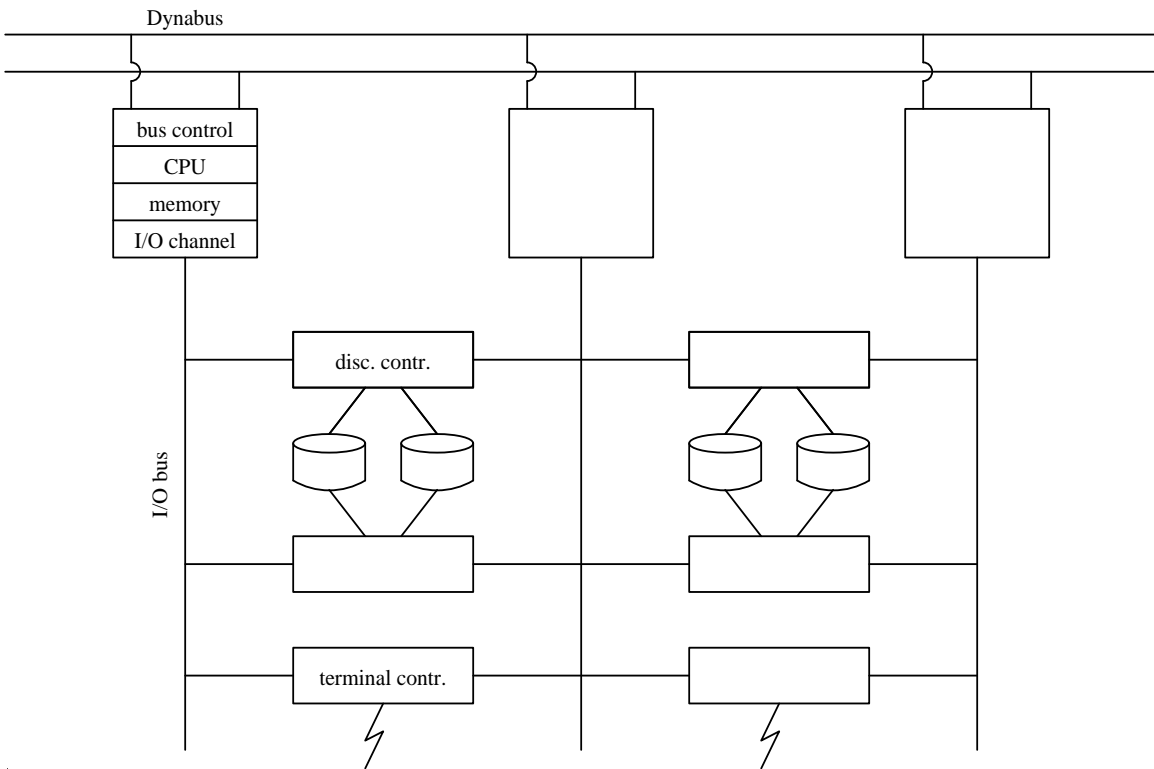 Dynabus
bus control
CPU
memory
I/O channel
disc. contr.
I/O bus
terminal contr.